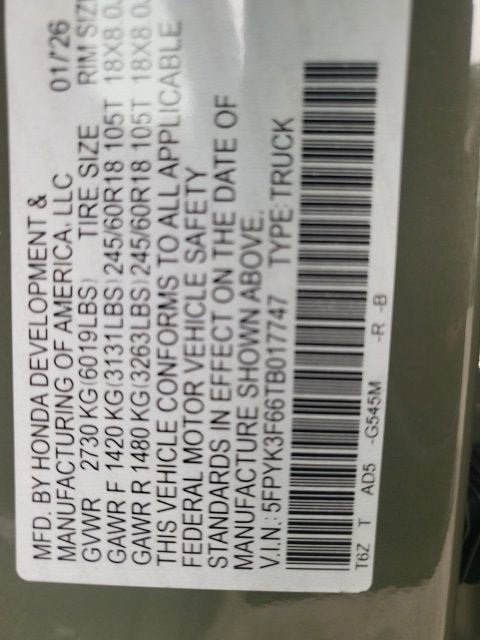 MFD. BY HONDA DEVELOPMENT & 01/26
MANUFACTURING OF AMERICA, LLC
GVWR 2730 KG(6019LBS) TIRE SIZE RIM
GAWR F 1420 KG(3131LBS) 245/60R18 105T 18X8.0J
GAWR R 1480 KG(3263LBS) 245/60R18 105T 18X8.0J
THIS VEHICLE CONFORMS TO ALL APPLICABLE
FEDERAL MOTOR VEHICLE SAFETY
STANDARDS IN EFFECT ON THE DATE OF
MANUFACTURE SHOWN ABOVE.
V.I.N.: 5FPYK3F66TB017747 TYPE:TRUCK
T6Z T AD5 -G545M -R -B